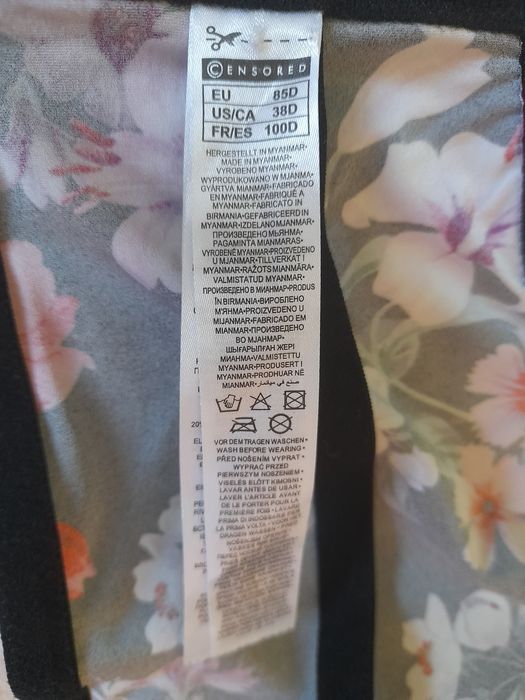 CENSORED
EU 85D
US/CA 38D
FR/ES 100D
HERGESTELLT IN MYANMAR•
MADE IN MYANMAR•
VYROBENO MYANMAR•
WYPRODUKOWANO W MJANMA•
GYÁRTVA MIANMAR•FABRICADO
EN MYANMAR•FABRIQUÉ A
MYANMAR•FABRICATO IN
BIRMANIA•GEFABRICEERD IN
MYANMAR•IZDELANO MJANMAR•
ПРОИЗВЕДЕНО МЬЯНМА•
PAGAMINTA MIANMARAS•
VYROBENÉ MYANMAR•PROIZVEDENO
U MIJANMAR•TILLVERKAT I
MYANMAR•RAŽOTS MIANMĀRA•
VALMISTATUD MYANMAR•
ПРОИЗВЕДЕНО В МИАНМАР•PRODUS
ÎN BIRMANIA•ВИРОБЛЕНО
М'ЯНМА•PROIZVEDENO U
MIJANMAR•FABRICADO EM
MIANMAR•ПРОИЗВЕДЕНО
ВО МЈАНМАР•
ШЫҒАРЫЛҒАН ЖЕРІ
МИАНМА•VALMISTETTU
MYANMAR•PRODUSERT I
MYANMAR•PRODHUAR NË
MIANMAR•صنع في ميانمار•
VOR DEM TRAGEN WASCHEN•
WASH BEFORE WEARING•
PŘED NOŠENÍM VYPRAT•
WYPRAĆ PRZED
PIERWSZYM NOSZENIEM•
VISELÉS ELŐTT KIMOSNI•
LAVAR ANTES DE USAR•
LAVER L'ARTICLE AVANT
DE LE PORTER POUR LA
PREMIÈRE FOIS•LAVARE
PRIMA DI INDOSSARE PER
LA PRIMA VOLTA•VOOR HET
DRAGEN WASSEN•PRED